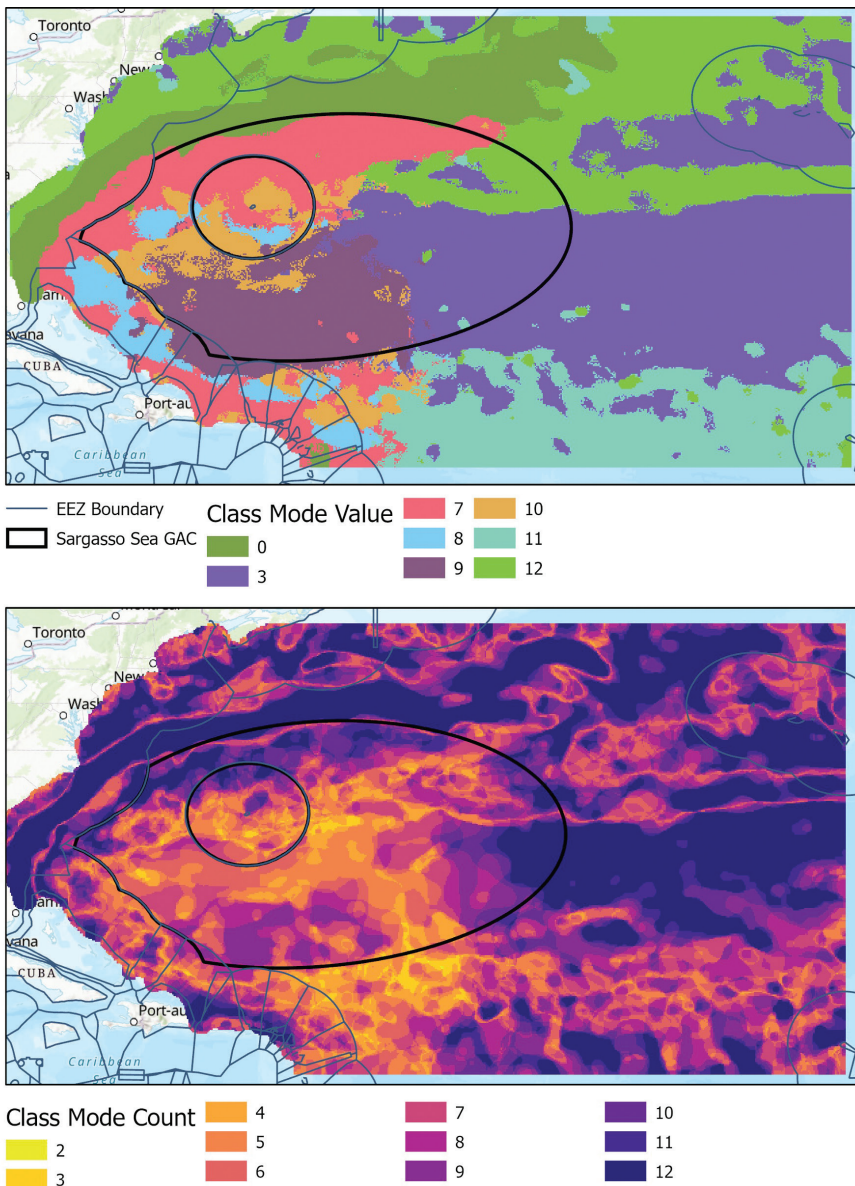 Toronto
New
Wash
avana
CUBA
Port-au
Caribbean
Sea
EEZ Boundary
Sargasso Sea GAC
Class Mode Value
0
3
7
8
9
10
11
12
Toronto
New
Wash
avana
CUBA
Port-au
Caribbean
Class Mode Count
2
3
4
5
6
7
8
9
10
11
12